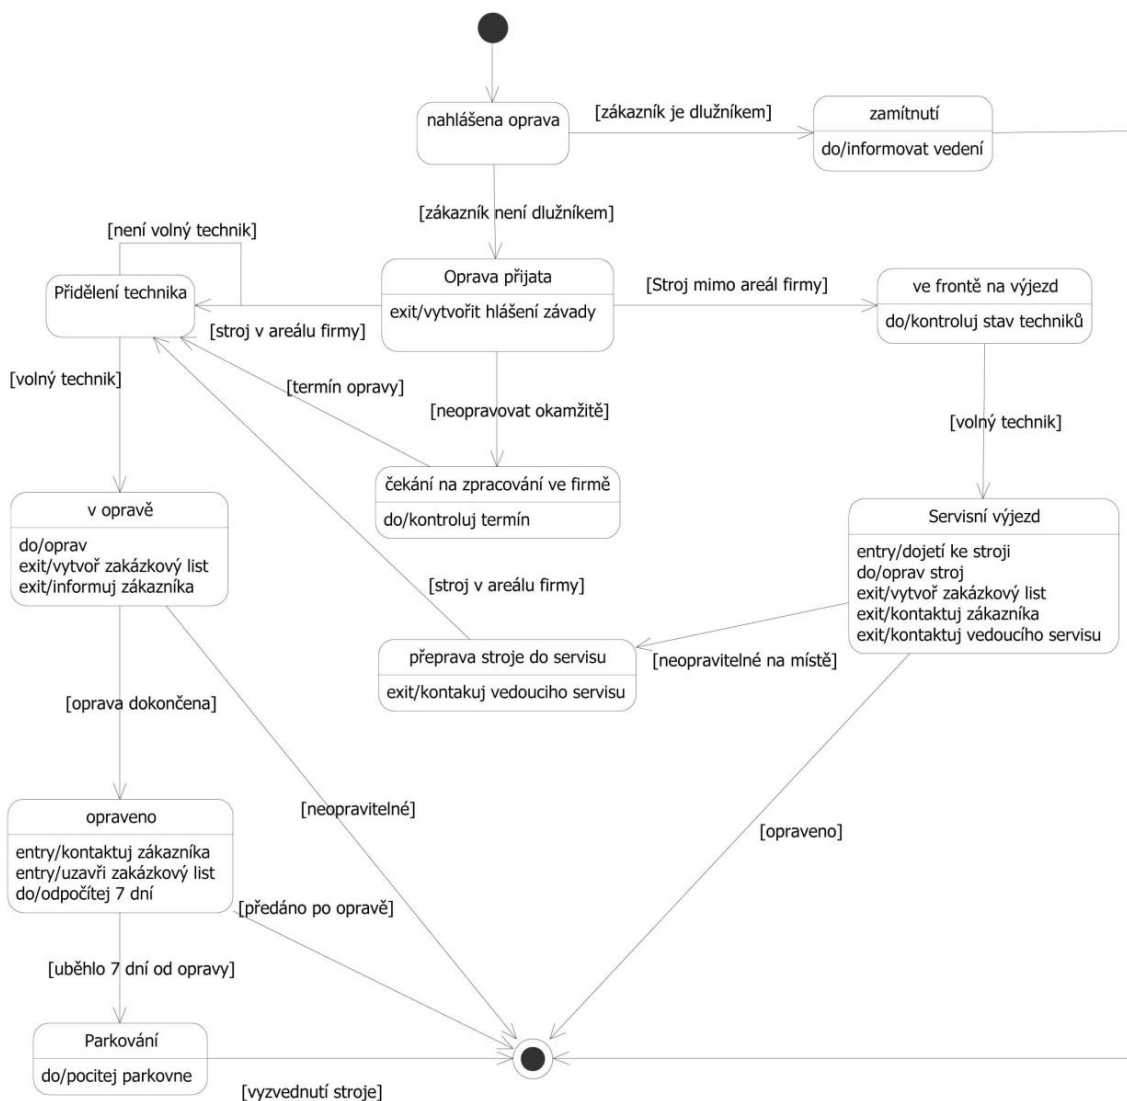 nahlášena oprava
[zákazník je dlužníkem]
zamítnutí
do/informovat vedení
[zákazník není dlužníkem]
[není volný technik]
Přidělení technika
Oprava přijata
exit/vytvořit hlášení závady
[Stroj mimo areál firmy]
ve frontě na výjezd
do/kontroluj stav techniků
[stroj v areálu firmy]
[volný technik]
[termín opravy]
[neopravovat okamžitě]
[volný technik]
čekání na zpracování ve firmě
do/kontroluj termín
v opravě
do/oprav
exit/vytvoř zakázkový list
exit/informuj zákazníka
Servisní výjezd
entry/dojetí ke stroji
do/oprav stroj
exit/vytvoř zakázkový list
exit/kontaktuj zákazníka
exit/kontaktuj vedoucího servisu
[stroj v areálu firmy]
přeprava stroje do servisu
exit/kontakuj vedouciho servisu
[neopravitelné na místě]
[oprava dokončena]
[neopravitelné]
[opraveno]
opraveno
entry/kontaktuj zákazníka
entry/uzavři zakázkový list
do/odpočítej 7 dní
[předáno po opravě]
[uběhlo 7 dní od opravy]
Parkování
do/pocitej parkovne
[vyzvednutí stroje]